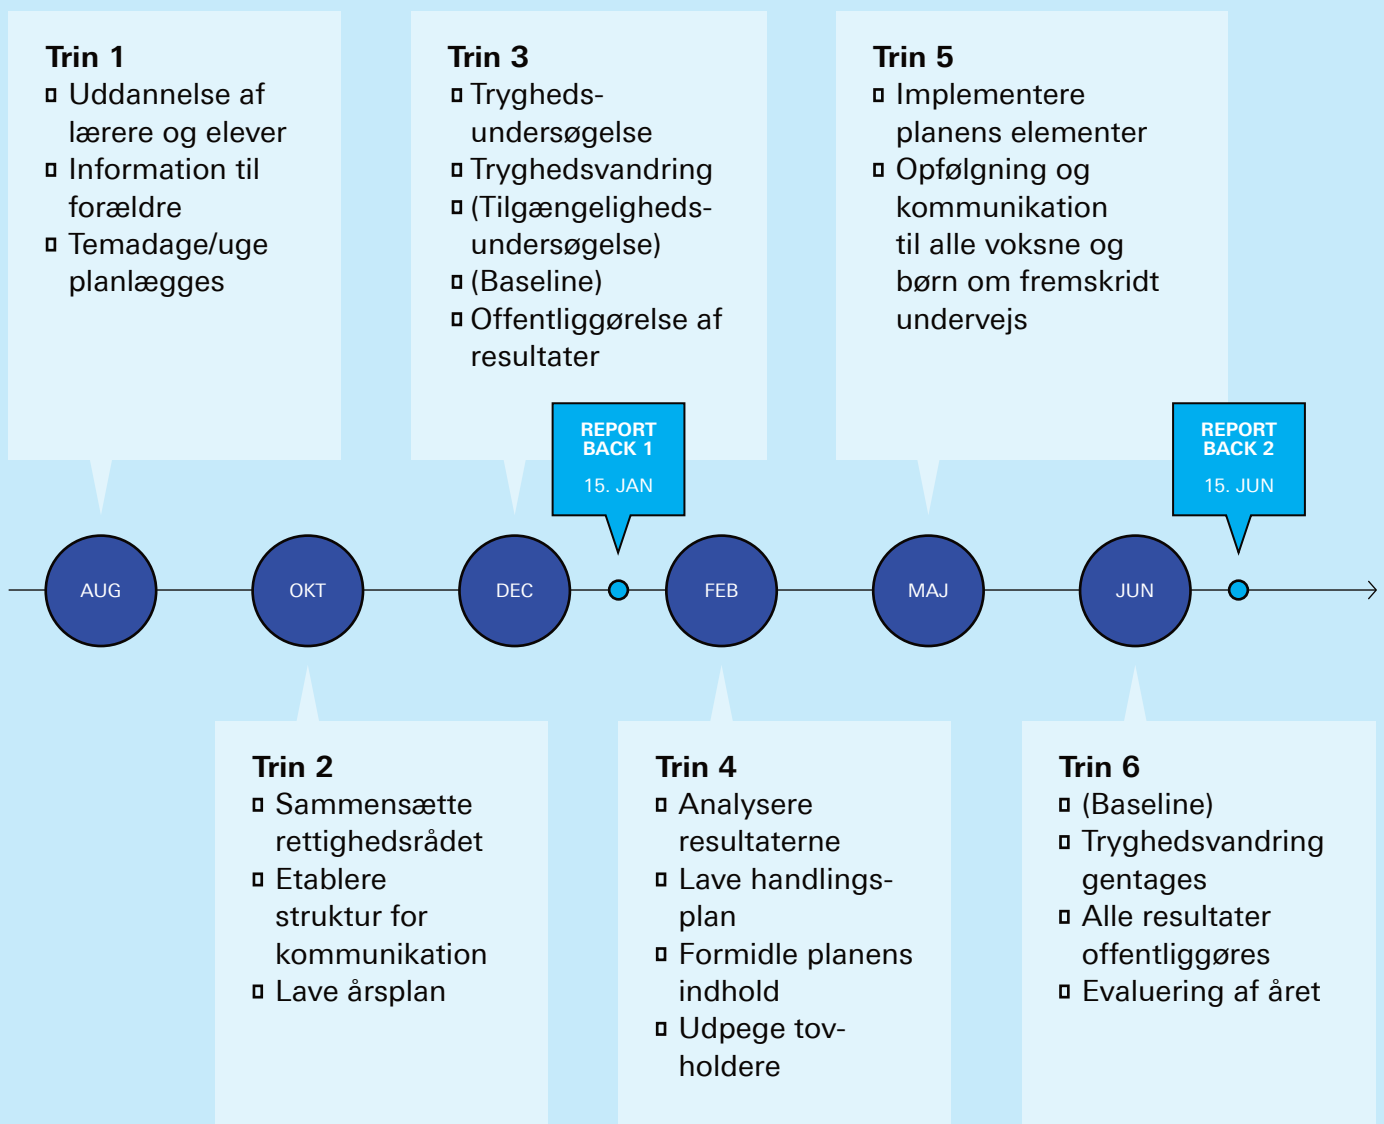 Trin 1
Uddannelse af
lærere og elever
Information til
forældre
Temadage/uge
planlægges
Trin 3
Trygheds-
undersøgelse
Tryghedsvandring
(Tilgængeligheds-
undersøgelse)
(Baseline)
Offentliggørelse af
resultater
Trin 5
Implementere
planens elementer
Opfølgning og
kommunikation
til alle voksne og
børn om fremskridt
undervejs
REPORT
BACK 1
15. JAN
REPORT
BACK 2
15. JUN
AUG
OKT
DEC
FEB
MAJ
JUN
Trin 2
Sammensætte
rettighedsrådet
Etablere
struktur for
kommunikation
Lave årsplan
Trin 4
Analysere
resultaterne
Lave handlings-
plan
Formidle planens
indhold
Udpege tov-
holdere
Trin 6
(Baseline)
Tryghedsvandring
gentages
Alle resultater
offentliggøres
Evaluering af året